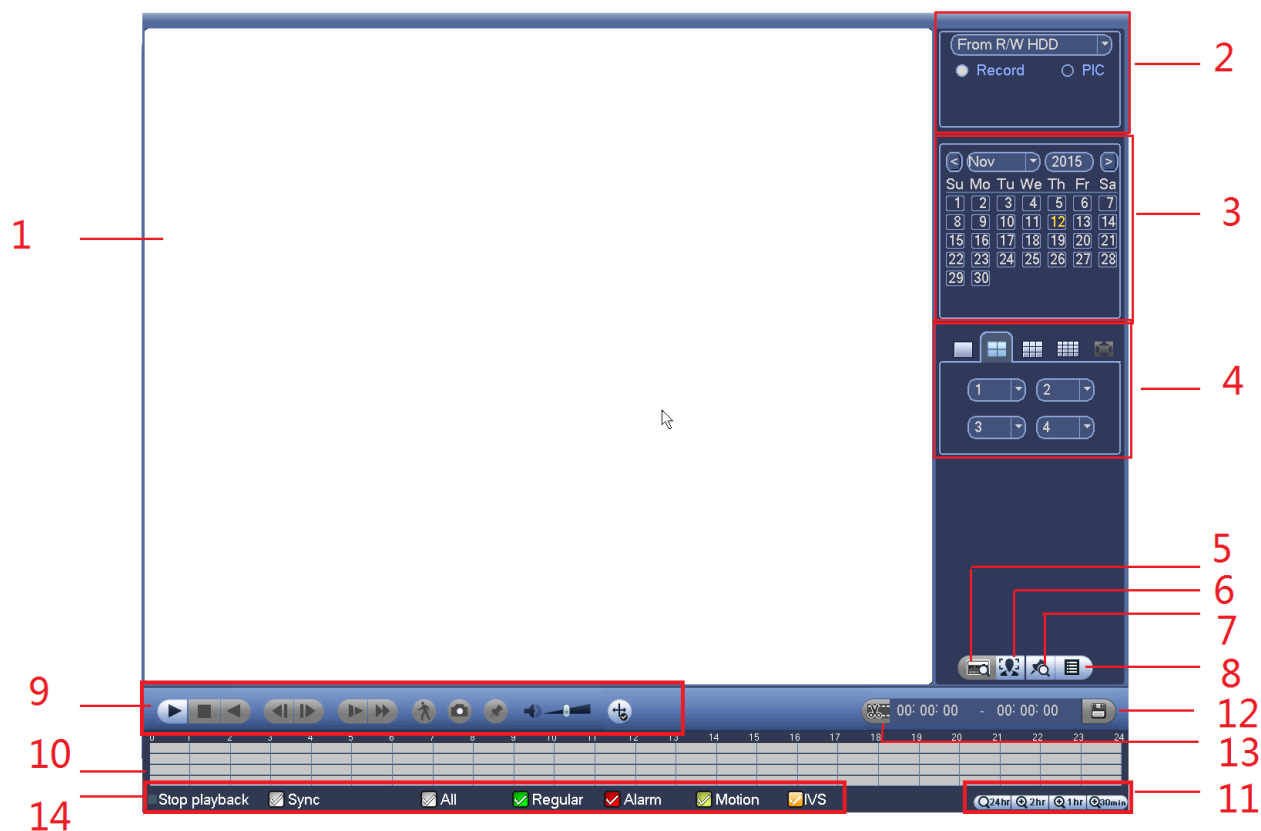 From R/W HDD
Record PIC
2
< Nov 2015 >
Su Mo Tu We Th Fr Sa
1 2 3 4 5 6 7
8 9 10 11 12 13 14
15 16 17 18 19 20 21
22 23 24 25 26 27 28
29 30
3
1
1 2
3 4
4
5
6
7
8
9
00: 00: 00 - 00: 00: 00
12
13
0 1 2 3 4 5 6 7 8 9 10 11 12 13 14 15 16 17 18 19 20 21 22 23 24
10
Stop playback Sync All Regular Alarm Motion IVS
24hr 2hr 1hr 30min
11
14